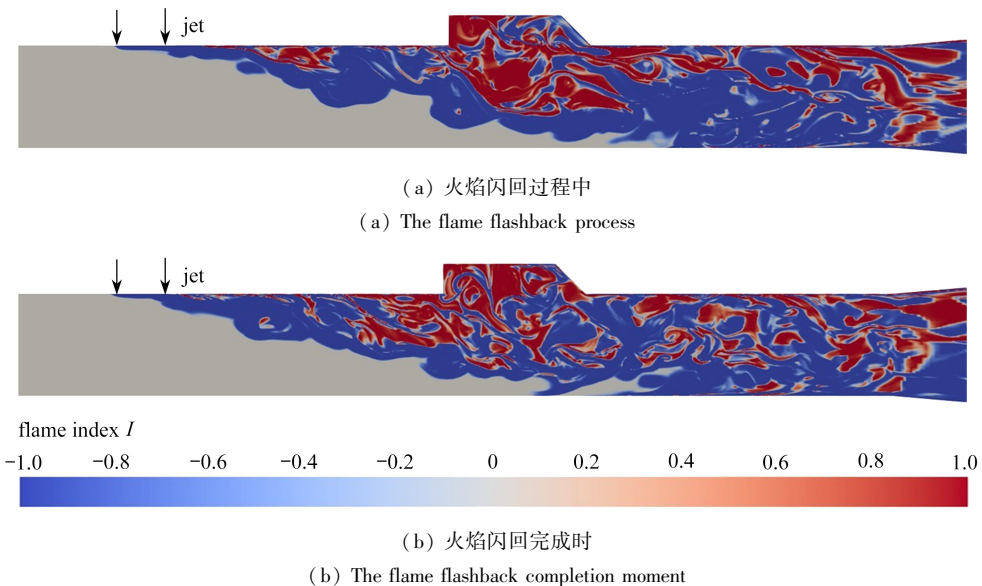 jet
(a) 火焰闪回过程中
(a) The flame flashback process
jet
flame index I
−1.0 −0.8 −0.6 −0.4 −0.2 0 0.2 0.4 0.6 0.8 1.0
(b) 火焰闪回完成时
(b) The flame flashback completion moment